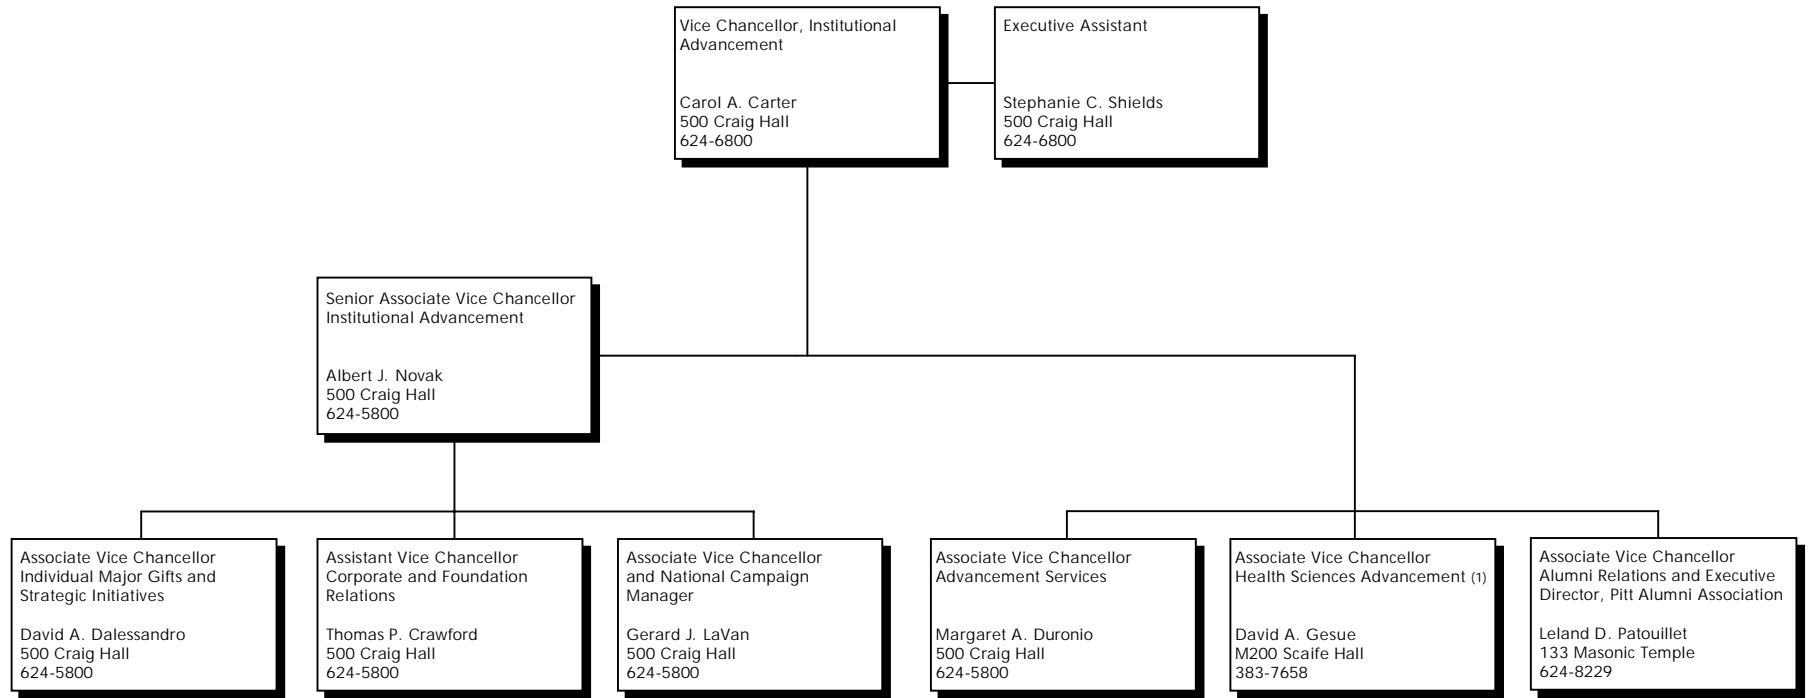 Vice Chancellor, Institutional
Advancement
Carol A. Carter
500 Craig Hall
624-6800
Executive Assistant
Stephanie C. Shields
500 Craig Hall
624-6800
Senior Associate Vice Chancellor
Institutional Advancement
Albert J. Novak
500 Craig Hall
624-5800
Associate Vice Chancellor
Individual Major Gifts and
Strategic Initiatives
David A. Dalessandro
500 Craig Hall
624-5800
Assistant Vice Chancellor
Corporate and Foundation
Relations
Thomas P. Crawford
500 Craig Hall
624-5800
Associate Vice Chancellor
and National Campaign
Manager
Gerard J. LaVan
500 Craig Hall
624-5800
Associate Vice Chancellor
Advancement Services
Margaret A. Duronio
500 Craig Hall
624-5800
Associate Vice Chancellor
Health Sciences Advancement (1)
David A. Gesue
M200 Scaife Hall
383-7658
Associate Vice Chancellor
Alumni Relations and Executive
Director, Pitt Alumni Association
Leland D. Patouillet
133 Masonic Temple
624-8229